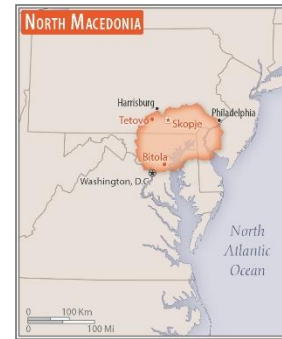 NORTH MACEDONIA
Harrisburg
Tetovo
Skopje
Philadelphia
Bitola
Washington, D.C.
North
Atlantic
Ocean
0 100 Km
0 100 Mi